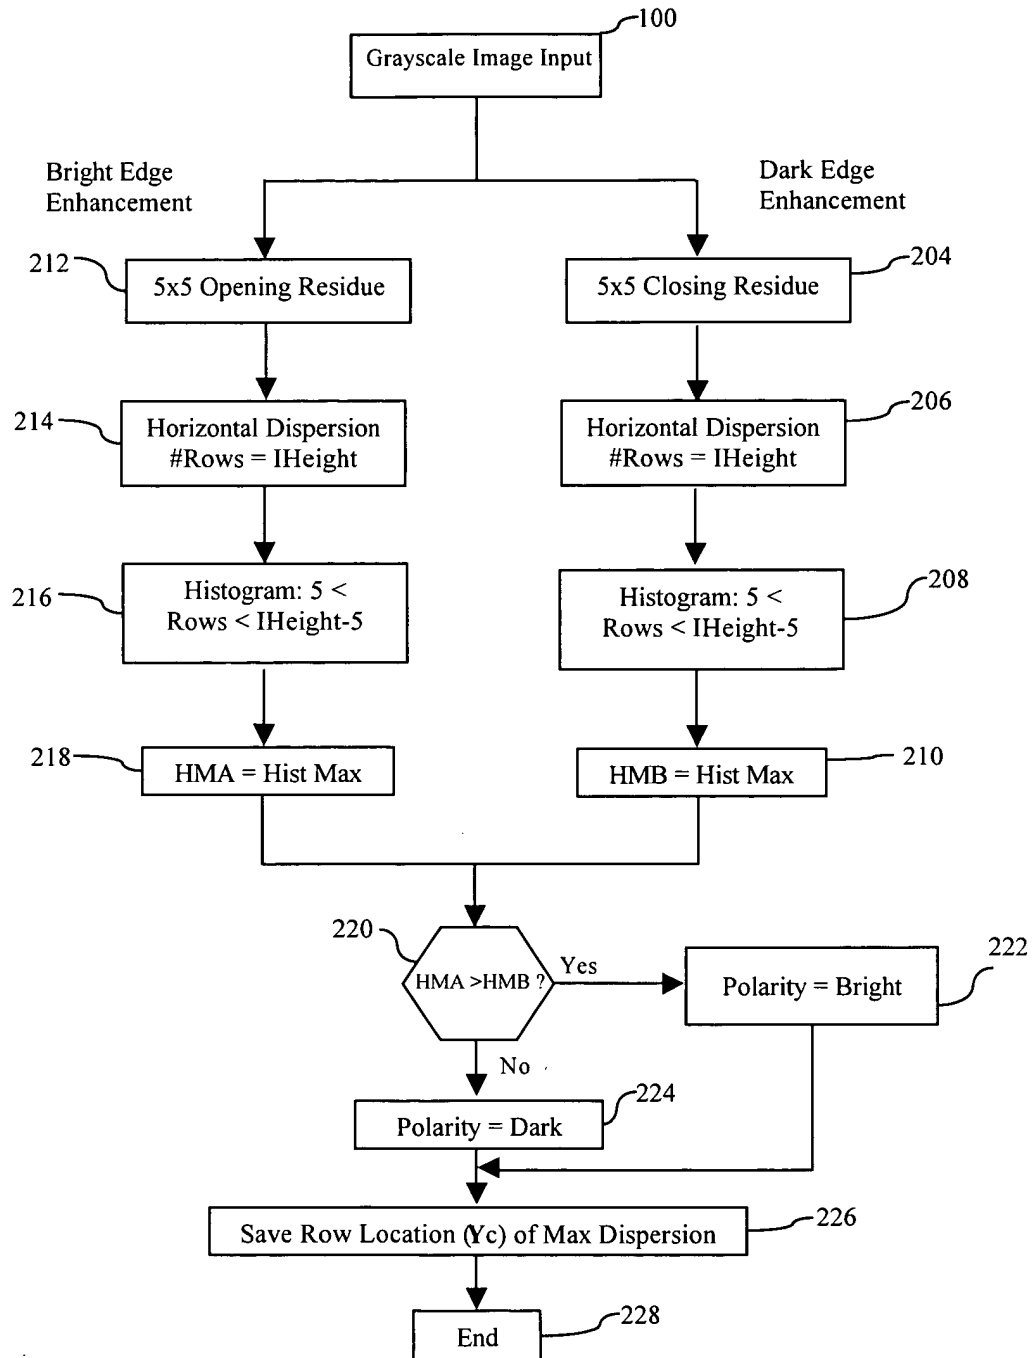 100
Grayscale Image Input
Bright Edge
Enhancement
Dark Edge
Enhancement
212
5x5 Opening Residue
5x5 Closing Residue
204
214
Horizontal Dispersion
#Rows = IHeight
Horizontal Dispersion
#Rows = IHeight
206
216
Histogram: 5 <
Rows < IHeight-5
Histogram: 5 <
Rows < IHeight-5
208
218
HMA = Hist Max
HMB = Hist Max
210
220
HMA >HMB ?
Yes
Polarity = Bright
222
No
Polarity = Dark
224
Save Row Location (Yc) of Max Dispersion
226
End
228